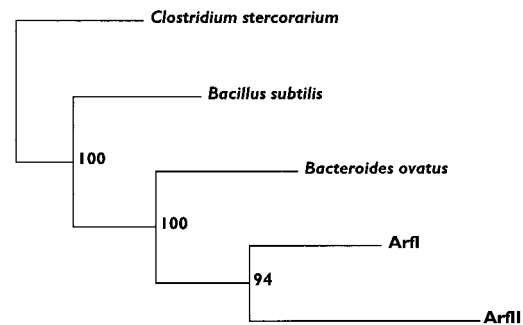 Clostridium stercorarium
Bacillus subtilis
100
Bacteroides ovatus
100
ArfI
94
ArfII